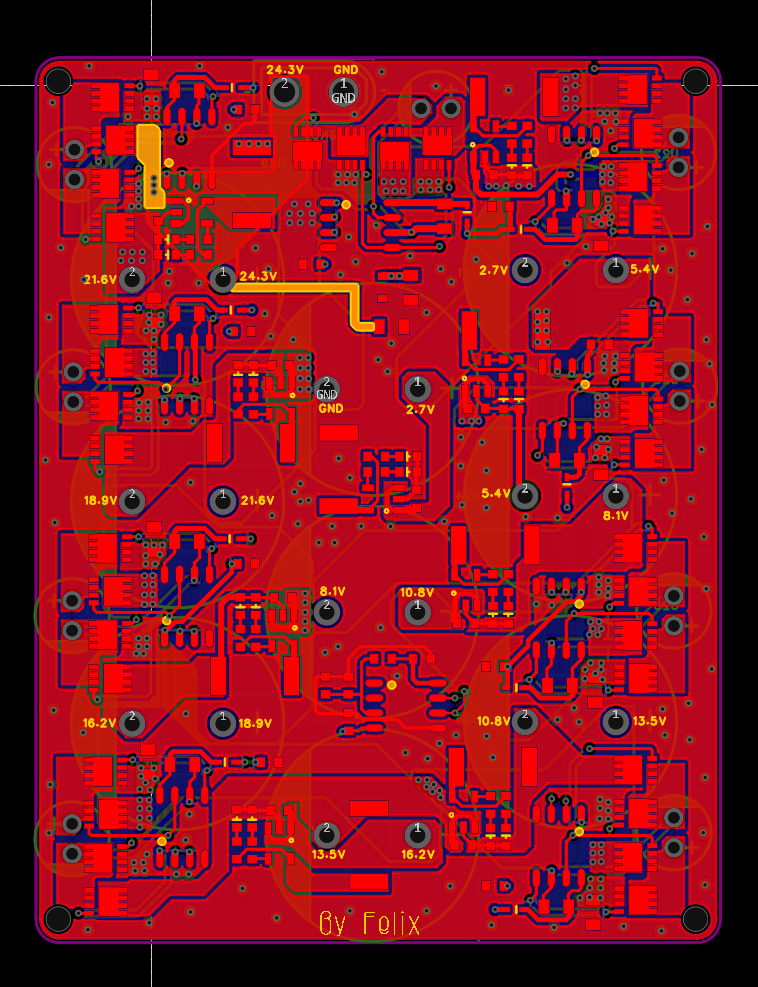 24.3V GND
2 1
GND
21.6V 2 1 24.3V
2.7V 2 1 5.4V
2 1
GND
GND 2.7V
18.9V 2 1 21.6V
5.4V 2 1
8.1V
8.1V 10.8V
2 1
16.2V 2 1 18.9V
10.8V 2 1 13.5V
2 1
13.5V 16.2V
By Felix